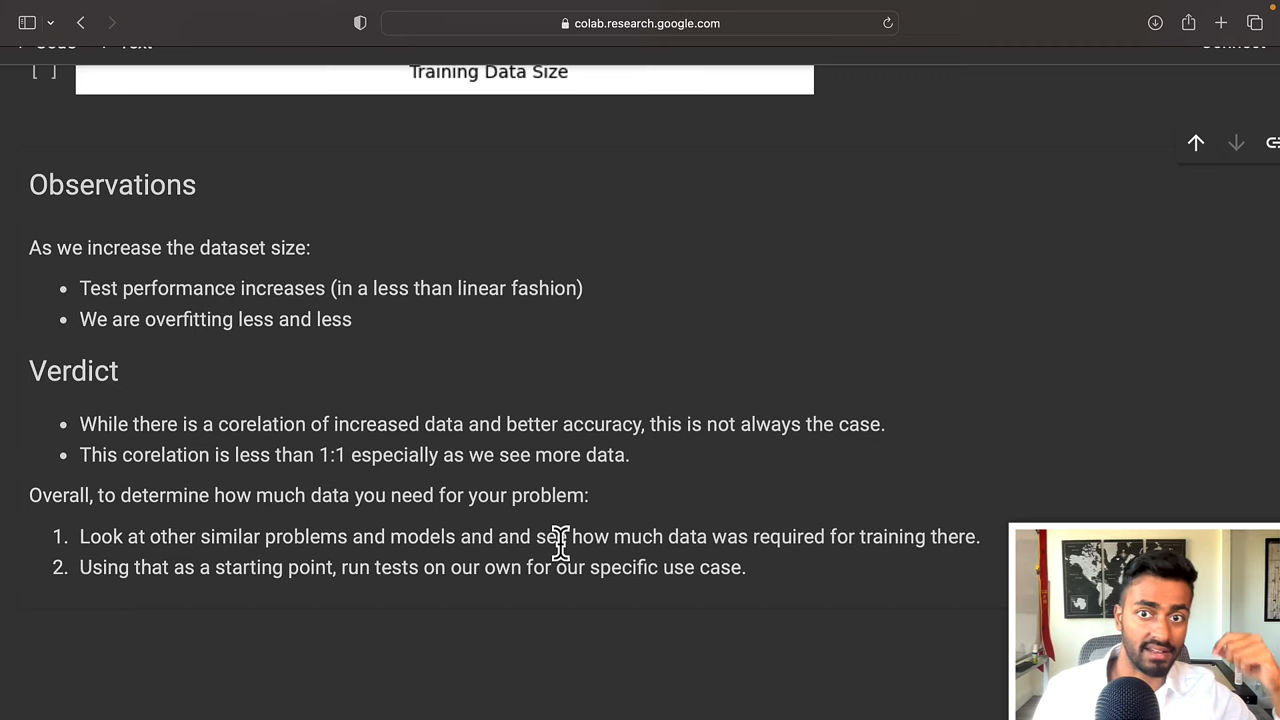 colab.research.google.com
[ ]
Training Data Size
Observations
As we increase the dataset size:
• Test performance increases (in a less than linear fashion)
• We are overfitting less and less
Verdict
• While there is a corelation of increased data and better accuracy, this is not always the case.
• This corelation is less than 1:1 especially as we see more data.
Overall, to determine how much data you need for your problem:
1. Look at other similar problems and models and and see how much data was required for training there.
2. Using that as a starting point, run tests on our own for our specific use case.